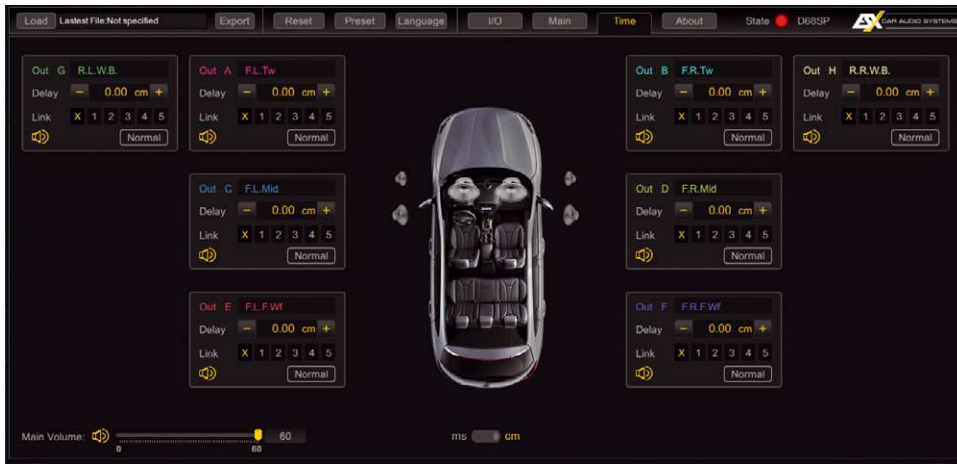 Load Lastest File:Not specified Export Reset Preset Language I/O Main Time About State D68SP ESX CAR AUDIO SYSTEMS
Out G R.L.W.B.
Delay − 0.00 cm +
Link X 1 2 3 4 5
Normal
Out A F.L.Tw
Delay − 0.00 cm +
Link X 1 2 3 4 5
Normal
Out B F.R.Tw
Delay − 0.00 cm +
Link X 1 2 3 4 5
Normal
Out H R.R.W.B.
Delay − 0.00 cm +
Link X 1 2 3 4 5
Normal
Out C F.L.Mid
Delay − 0.00 cm +
Link X 1 2 3 4 5
Normal
Out D F.R.Mid
Delay − 0.00 cm +
Link X 1 2 3 4 5
Normal
Out E F.L.F.Wf
Delay − 0.00 cm +
Link X 1 2 3 4 5
Normal
Out F F.R.F.Wf
Delay − 0.00 cm +
Link X 1 2 3 4 5
Normal
Main Volume: 60
0 60
ms cm